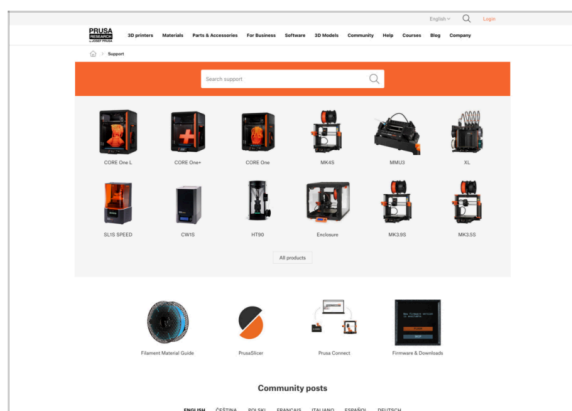 English
Login
PRUSA
RESEARCH
by JOSEF PRUSA
3D printers Materials Parts & Accessories For Business Software 3D Models Community Help Courses Blog Company
Support
Search support
CORE One L CORE One+ CORE One MK4S MMU3 XL
SL1S SPEED CW1S HT90 Enclosure MK3.9S MK3.5S
All products
Filament Material Guide PrusaSlicer Prusa Connect Firmware & Downloads
Community posts
ENGLISH ČEŠTINA POLSKI FRANÇAIS ITALIANO ESPAÑOL DEUTSCH